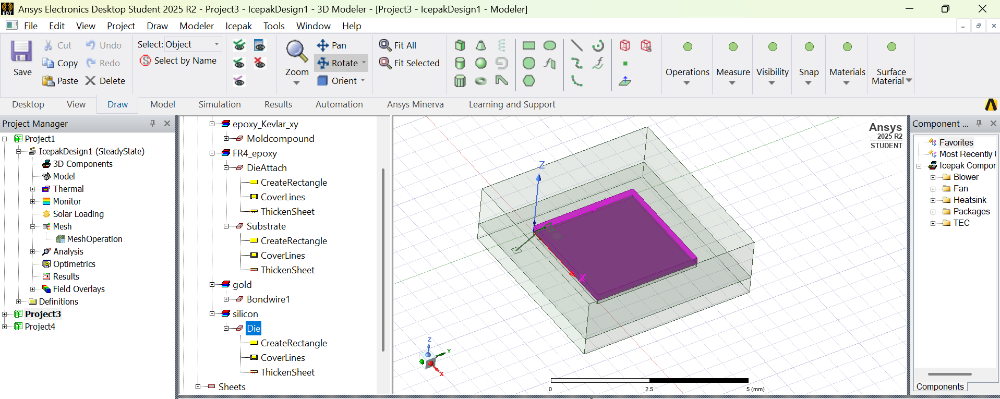 Ansys Electronics Desktop Student 2025 R2 - Project3 - IcepakDesign1 - 3D Modeler - [Project3 - IcepakDesign1 - Modeler]
File Edit View Project Draw Modeler Icepak Tools Window Help
Save
Cut
Copy
Paste
Undo
Redo
Delete
Select: Object
Select by Name
Zoom
Pan
Rotate
Orient
Fit All
Fit Selected
Operations
Measure
Visibility
Snap
Materials
Surface
Material
Desktop View Draw Model Simulation Results Automation Ansys Minerva Learning and Support
Project Manager
Project1
IcepakDesign1 (SteadyState)
3D Components
Model
Thermal
Monitor
Solar Loading
Mesh
MeshOperation
Analysis
Optimetrics
Results
Field Overlays
Definitions
Project3
Project4
epoxy_Kevlar_xy
Moldcompound
FR4_epoxy
DieAttach
CreateRectangle
CoverLines
ThickenSheet
Substrate
CreateRectangle
CoverLines
ThickenSheet
gold
Bondwire1
silicon
Die
CreateRectangle
CoverLines
ThickenSheet
Sheets
Ansys
2025 R2
STUDENT
Z
X
Z
Y
X
0 2.5 5 (mm)
Component ...
Favorites
Most Recently
Icepak Compor
Blower
Fan
Heatsink
Packages
TEC
Components